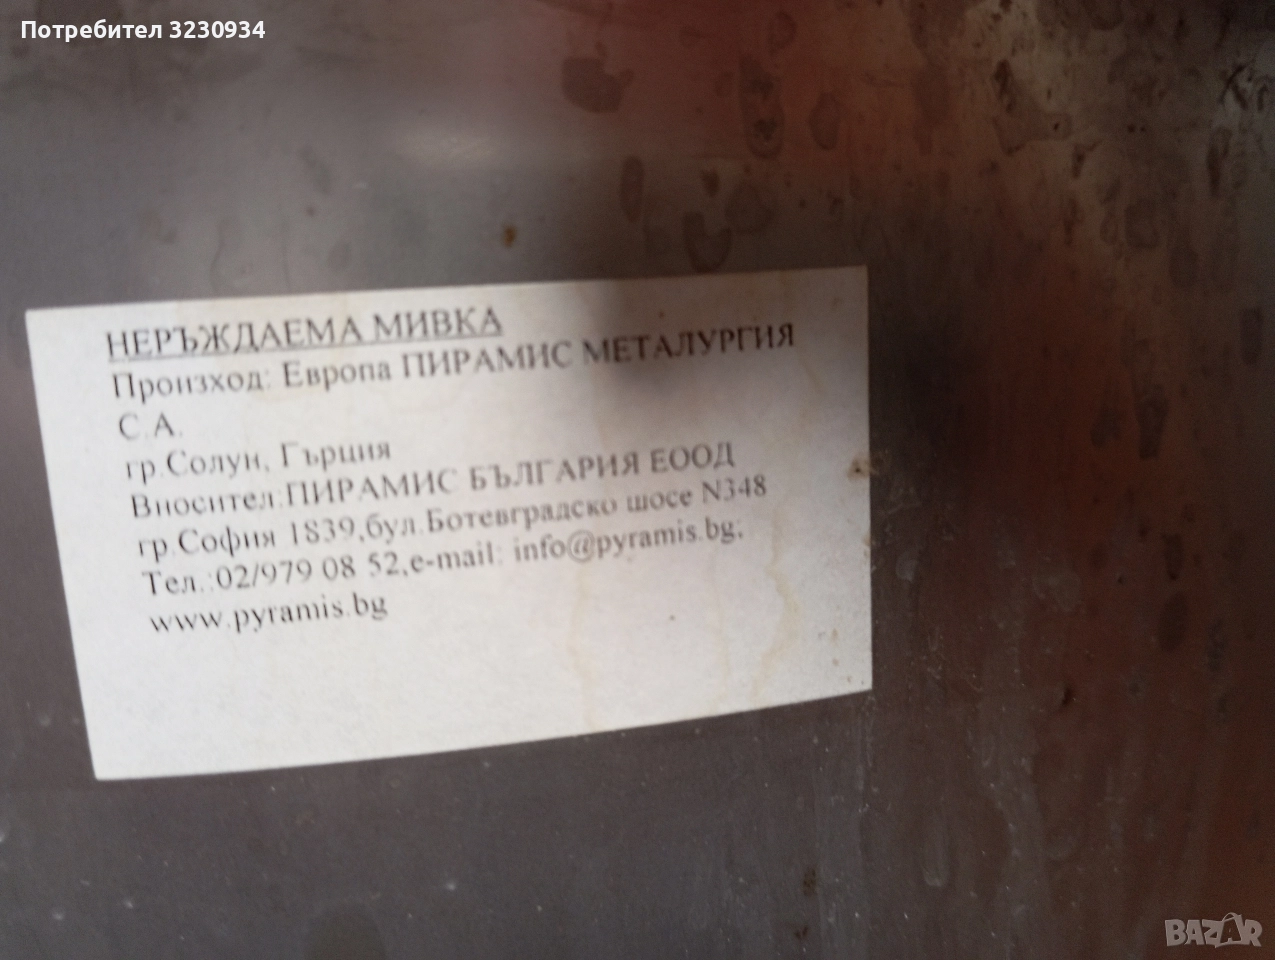 Потребител 3230934
НЕРЪЖДАЕМА МИВКА
Произход: Европа ПИРАМИС МЕТАЛУРГИЯ
С.А.
гр.Солун, Гърция
Вносител:ПИРАМИС БЪЛГАРИЯ ЕООД
гр.София 1839,бул.Ботевградско шосе N348
Тел.:02/979 08 52,e-mail: info@pyramis.bg;
www.pyramis.bg
BAZAR